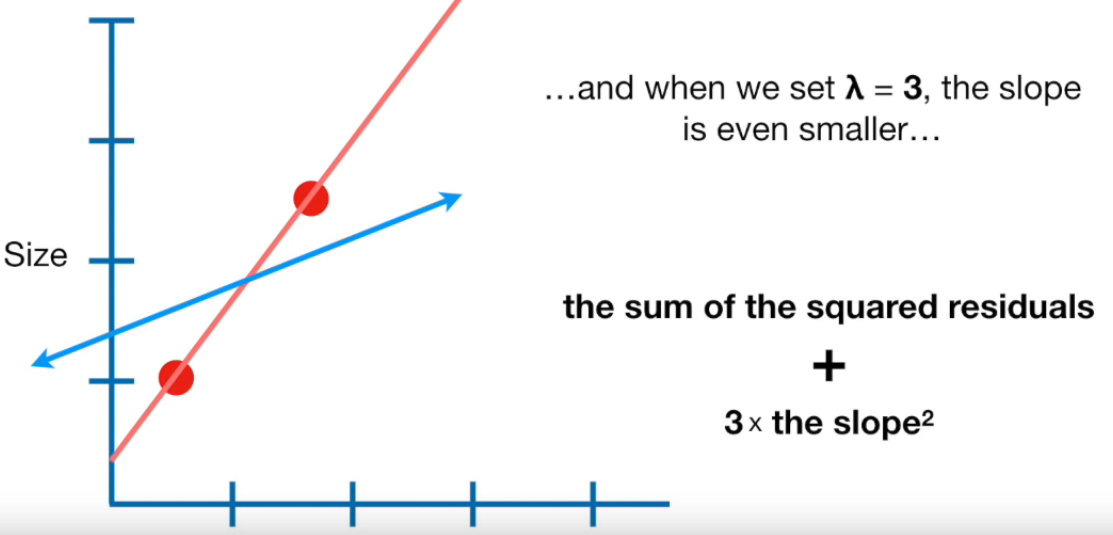 …and when we set λ = 3, the slope
is even smaller…
Size
the sum of the squared residuals
+
3 x the slope²